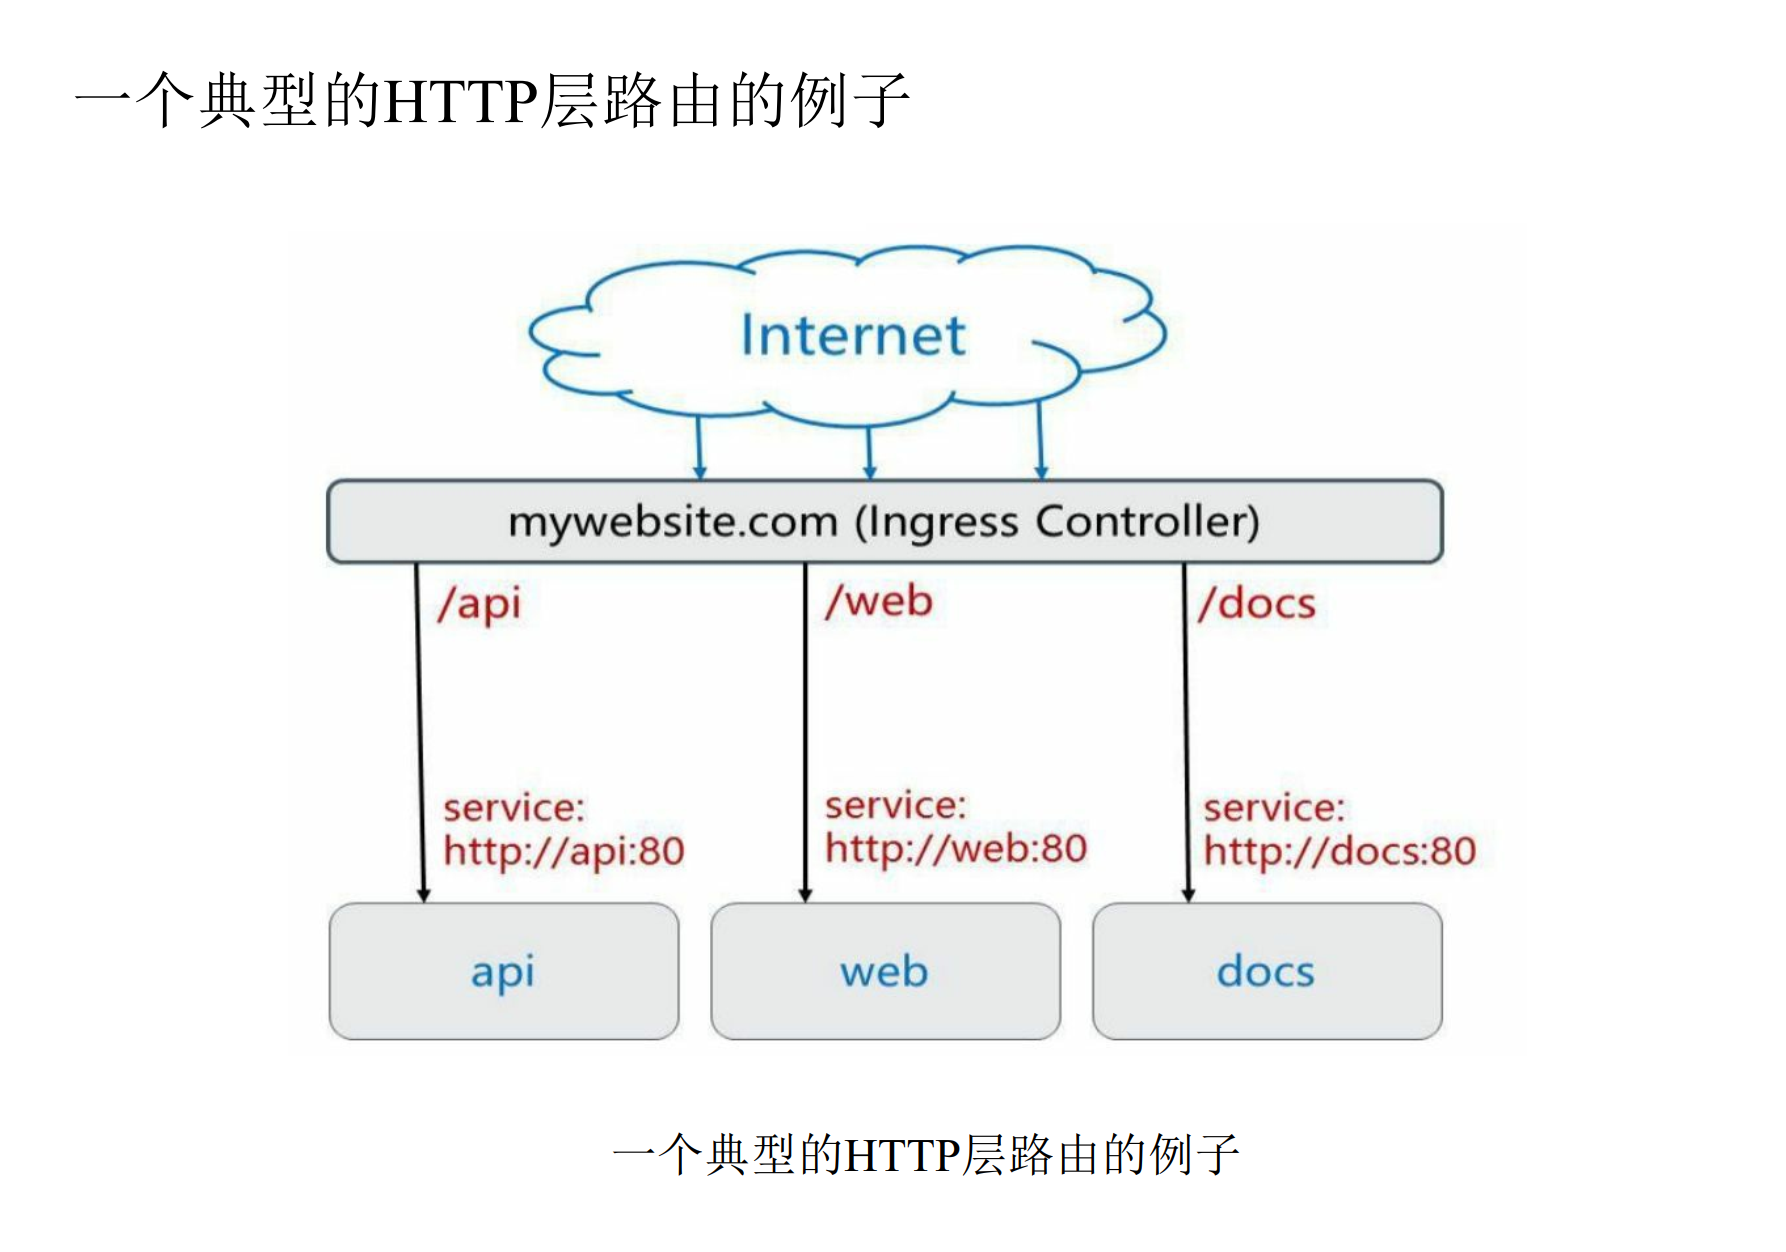 一个典型的HTTP层路由的例子
Internet
mywebsite.com (Ingress Controller)
/api
/web
/docs
service:
http://api:80
service:
http://web:80
service:
http://docs:80
api
web
docs
一个典型的HTTP层路由的例子